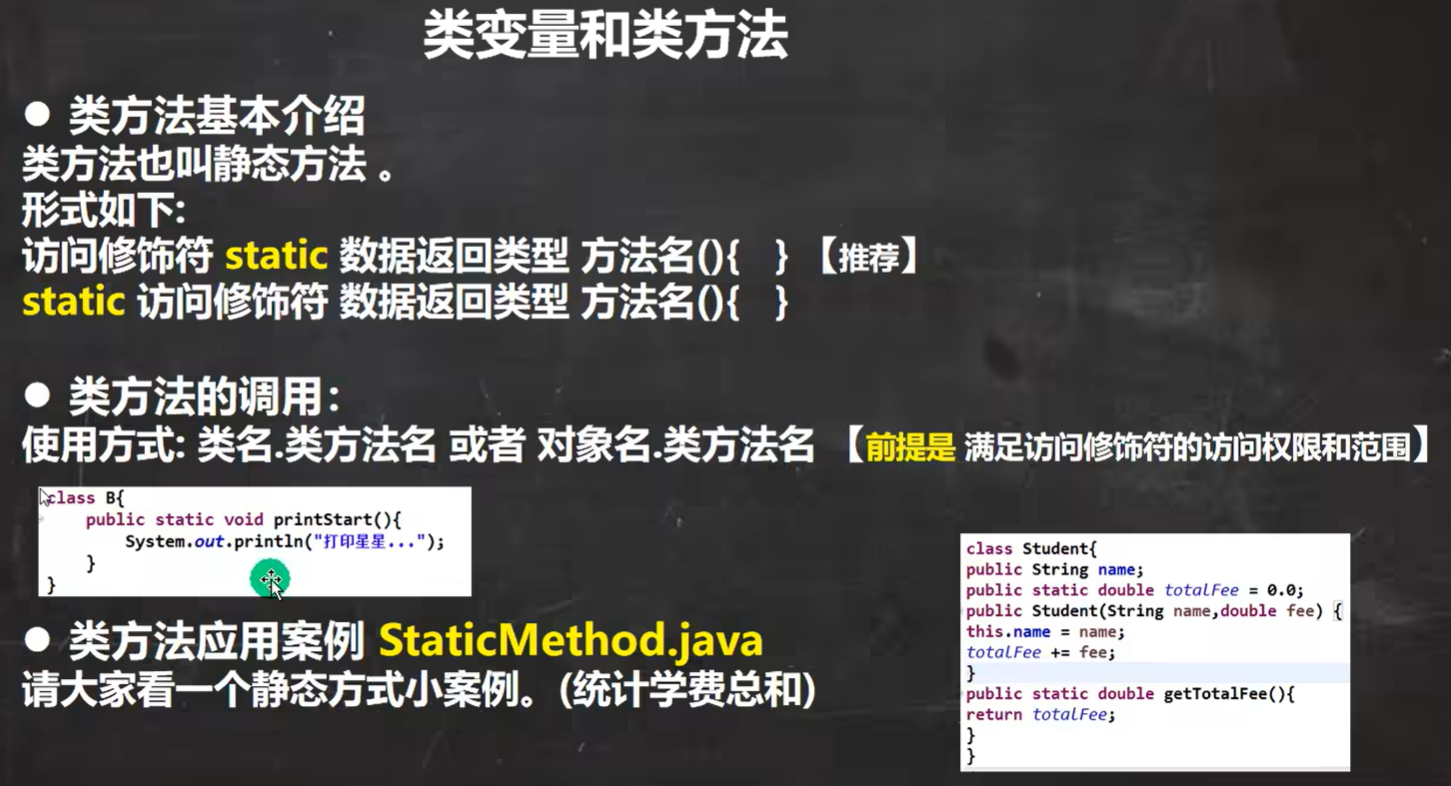 类变量和类方法
● 类方法基本介绍
类方法也叫静态方法 。
形式如下:
访问修饰符 static 数据返回类型 方法名(){ } 【推荐】
static 访问修饰符 数据返回类型 方法名(){ }
● 类方法的调用：
使用方式: 类名.类方法名 或者 对象名.类方法名 【前提是 满足访问修饰符的访问权限和范围】
class B{
public static void printStart(){
System.out.println("打印星星...");
}
}
● 类方法应用案例 StaticMethod.java
请大家看一个静态方式小案例。(统计学费总和)
class Student{
public String name;
public static double totalFee = 0.0;
public Student(String name,double fee) {
this.name = name;
totalFee += fee;
}
public static double getTotalFee(){
return totalFee;
}
}